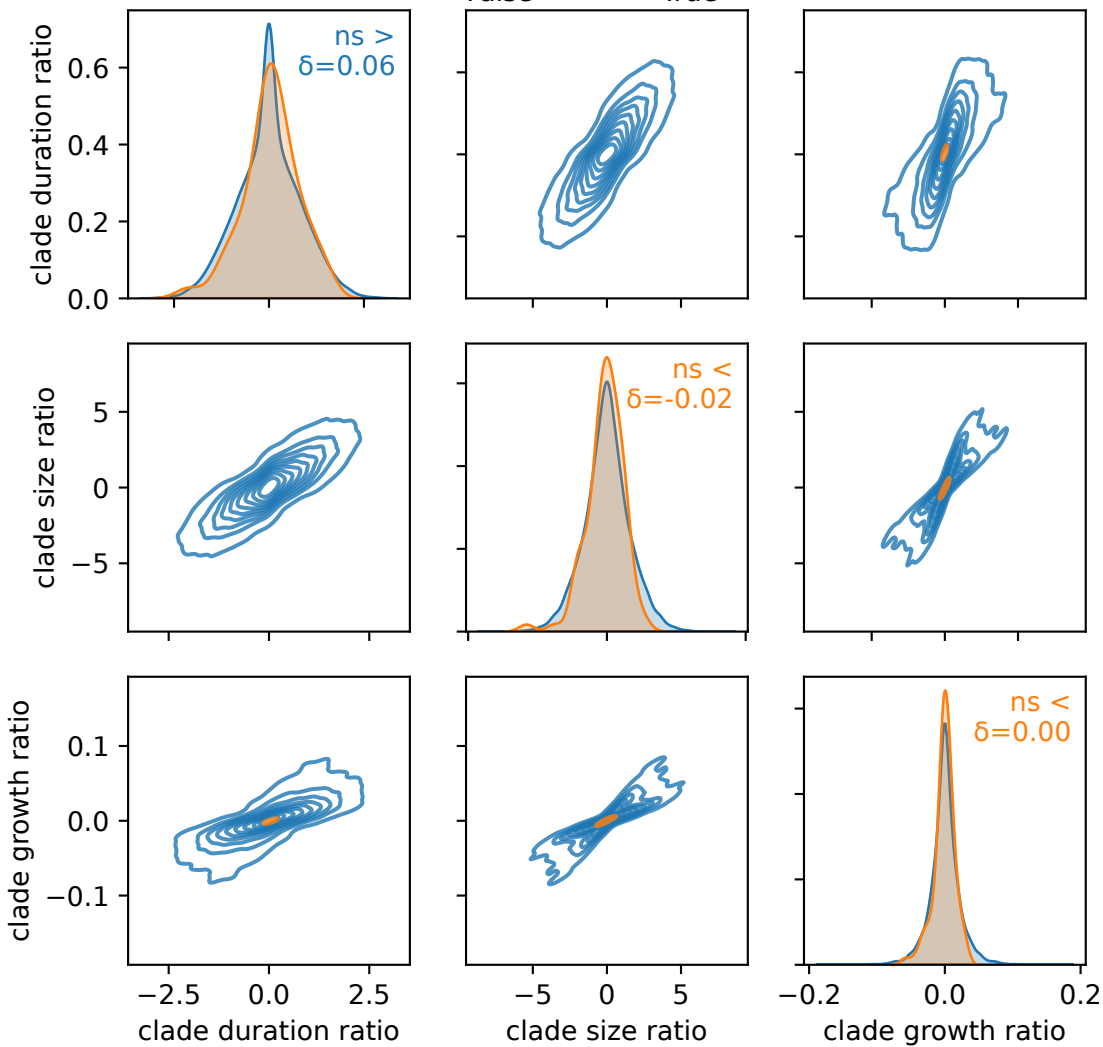 clade duration ratio
0.6
0.4
0.2
0.0
ns >
δ=0.06
−2.5 0.0 2.5
clade size ratio
5
0
−5
ns <
δ=-0.02
−5 0 5
clade growth ratio
0.1
0.0
−0.1
ns <
δ=0.00
−0.2 0.0 0.2
clade duration ratio
clade size ratio
clade growth ratio